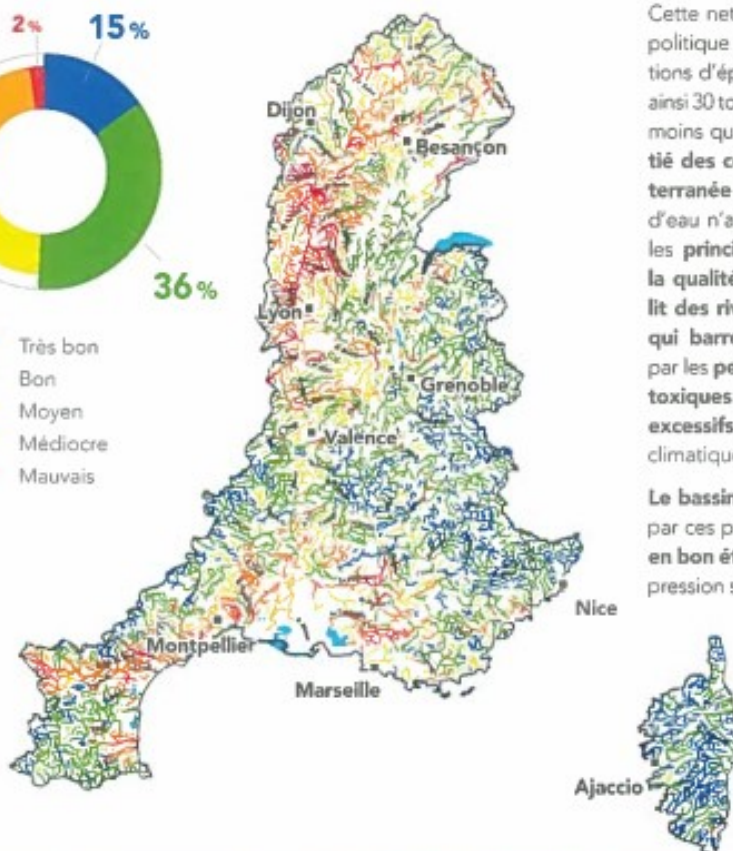 2%
15%
36%
Très bon
Bon
Moyen
Médiocre
Mauvais
Dijon
Besançon
Lyon
Grenoble
Valence
Nice
Montpellier
Marseille
Ajaccio
Cette net
politique
tions d'ép
ainsi 30 to
moins qu
tié des c
terranée
d'eau n'a
les princi
la qualité
lit des riv
qui barr
par les pe
toxiques
excessifs
climatique
Le bassin
par ces p
en bon ét
pression s